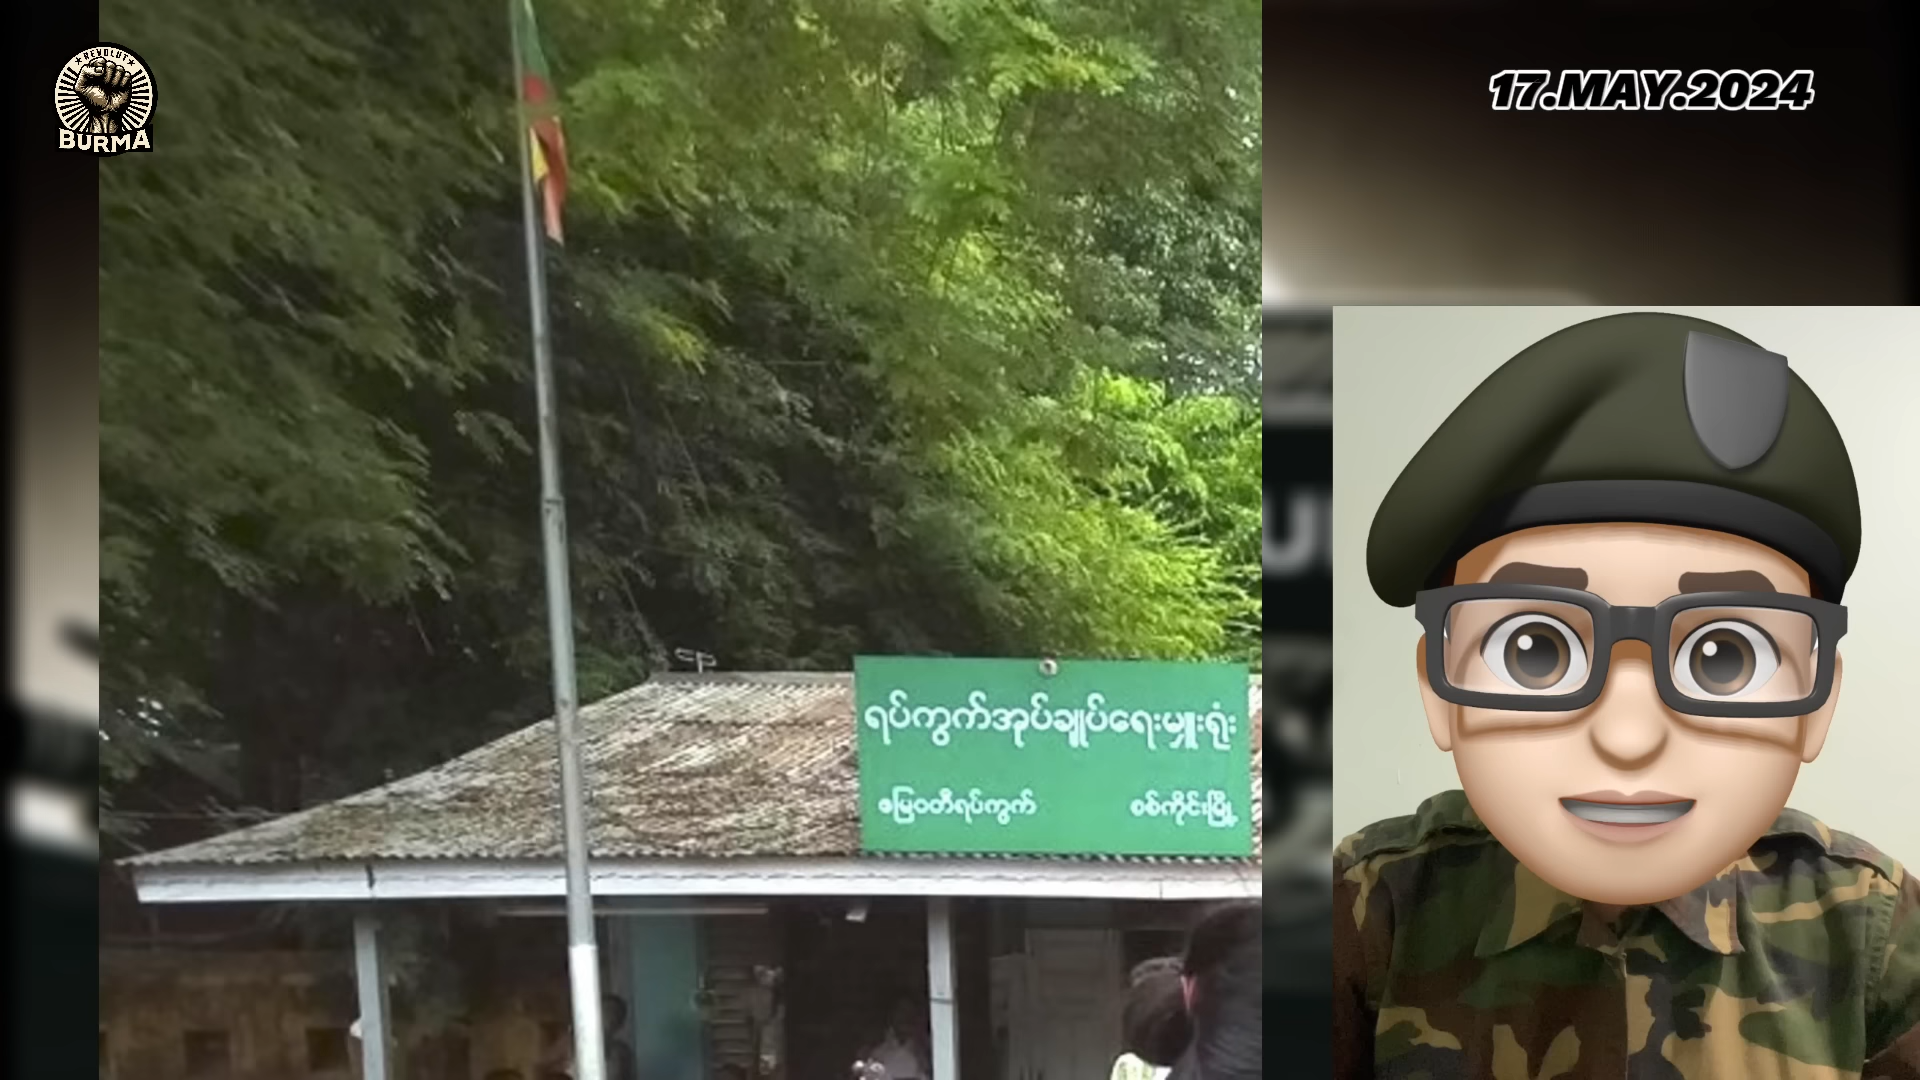 REVOLUT
BURMA
17.MAY.2024
ရပ်ကွက်အုပ်ချုပ်ရေးမှူးရုံး
မြေဝတီရပ်ကွက် စစ်ကိုင်းမြို့